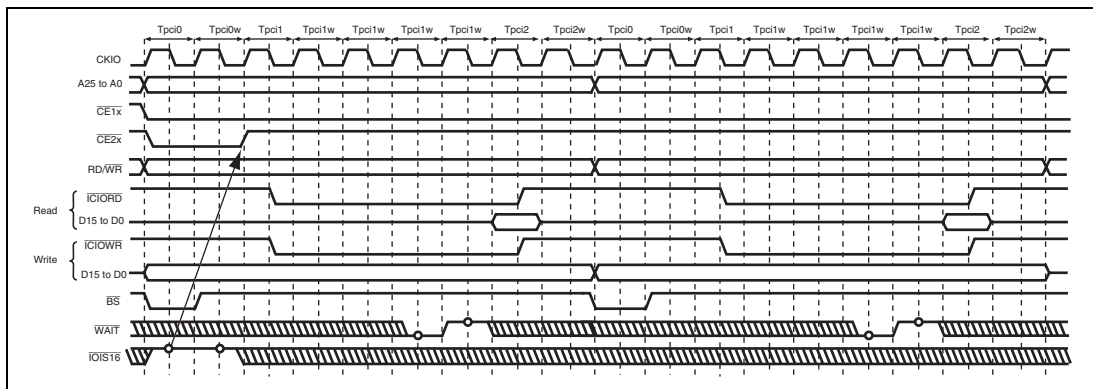 Tpci0 Tpci0w Tpci1 Tpci1w Tpci1w Tpci1w Tpci1w Tpci2 Tpci2w Tpci0 Tpci0w Tpci1 Tpci1w Tpci1w Tpci1w Tpci1w Tpci2 Tpci2w
CKIO
A25 to A0
CE1x
CE2x
RD/WR
Read
ICIORD
D15 to D0
Write
ICIOWR
D15 to D0
BS
WAIT
IOIS16